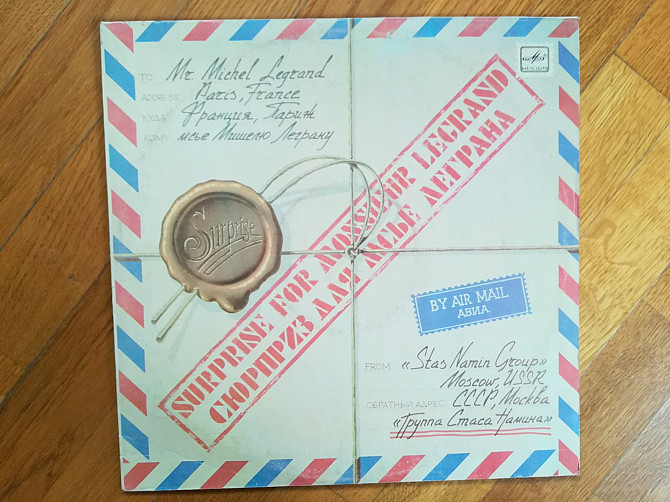 МЕЛОДИЯ
TO Mr. Michel Legrand
ADDRESS: Paris, France
КУДА Франция, Париж
КОМУ мсье Мишелю Леграну
Surprise
SURPRISE FOR MONSIEUR LEGRAND
СЮРПРИЗ ДЛЯ МСЬЕ ЛЕГРАНА
BY AIR MAIL
АВИА
FROM: «Stas Namin Group»
Moscow, USSR
ОБРАТНЫЙ АДРЕС: СССР, Москва
«Группа Стаса Намина»